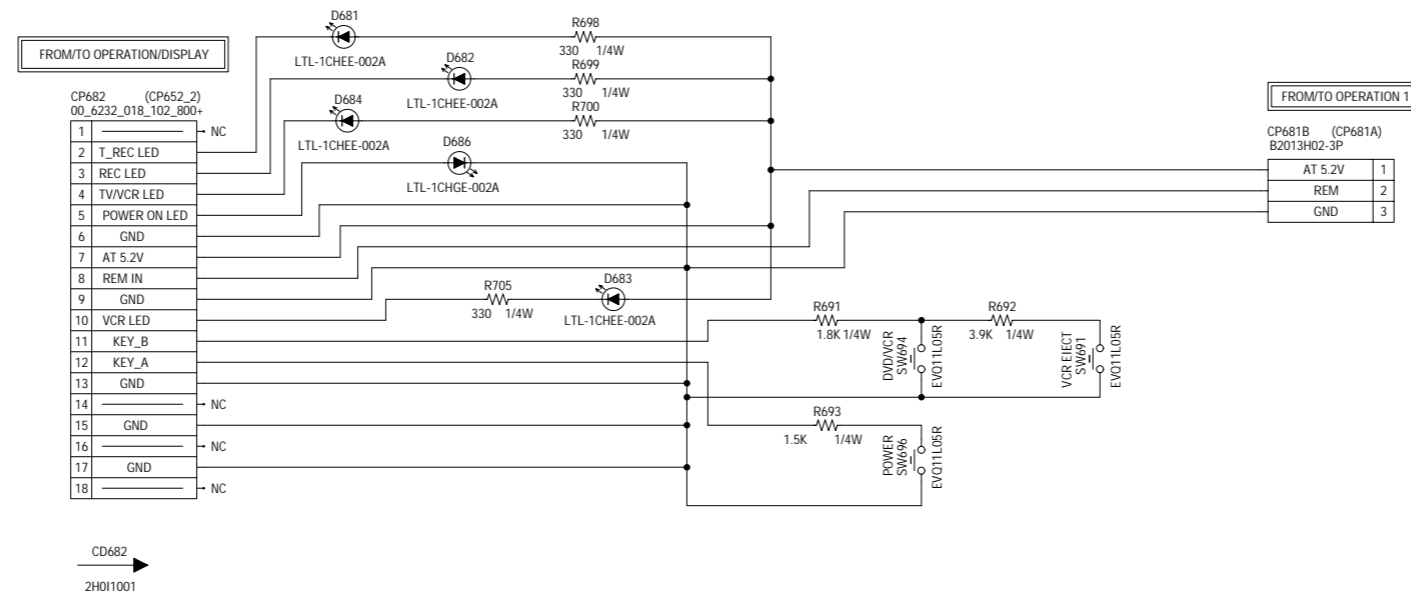 FROM/TO OPERATION/DISPLAY
CP682 (CP652_2)
00_6232_018_102_800+
1 NC
2 T_REC LED
3 REC LED
4 TV/VCR LED
5 POWER ON LED
6 GND
7 AT 5.2V
8 REM IN
9 GND
10 VCR LED
11 KEY_B
12 KEY_A
13 GND
14 NC
15 GND
16 NC
17 GND
18 NC
D681
LTL-1CHEE-002A
R698
330 1/4W
D682
LTL-1CHEE-002A
R699
330 1/4W
D684
LTL-1CHEE-002A
R700
330 1/4W
D686
LTL-1CHGE-002A
R705
330 1/4W
D683
LTL-1CHEE-002A
FROM/TO OPERATION 1
CP681B (CP681A)
B2013H02-3P
AT 5.2V 1
REM 2
GND 3
R691
1.8K 1/4W
R692
3.9K 1/4W
DVD/VCR
SW694
EVQ11L05R
VCR EJECT
SW691
EVQ11L05R
R693
1.5K 1/4W
POWER
SW696
EVQ11L05R
CD682
2H0I1001